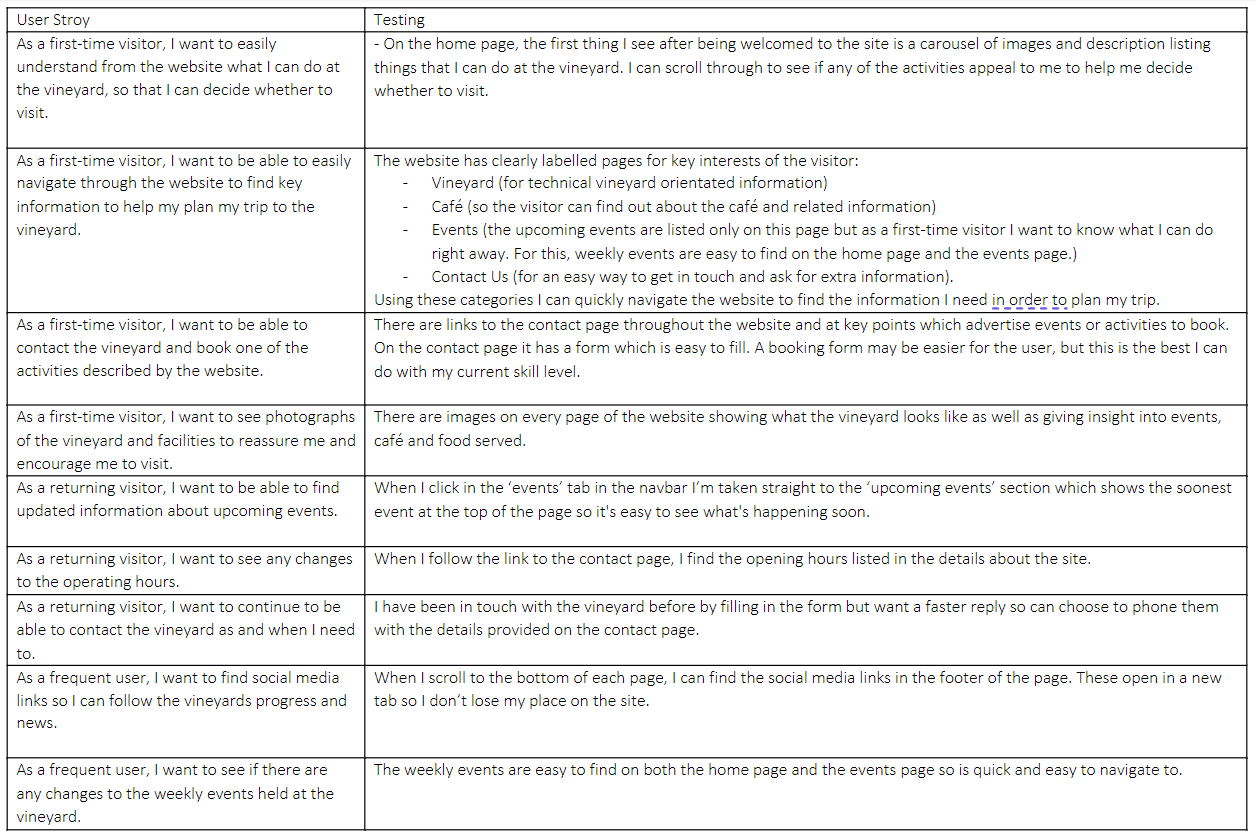 User Stroy
Testing
As a first-time visitor, I want to easily
understand from the website what I can do at
the vineyard, so that I can decide whether to
visit.
- On the home page, the first thing I see after being welcomed to the site is a carousel of images and description listing
things that I can do at the vineyard. I can scroll through to see if any of the activities appeal to me to help me decide
whether to visit.
As a first-time visitor, I want to be able to easily
navigate through the website to find key
information to help my plan my trip to the
vineyard.
The website has clearly labelled pages for key interests of the visitor:
- Vineyard (for technical vineyard orientated information)
- Café (so the visitor can find out about the café and related information)
- Events (the upcoming events are listed only on this page but as a first-time visitor I want to know what I can do
right away. For this, weekly events are easy to find on the home page and the events page.)
- Contact Us (for an easy way to get in touch and ask for extra information).
Using these categories I can quickly navigate the website to find the information I need in order to plan my trip.
As a first-time visitor, I want to be able to
contact the vineyard and book one of the
activities described by the website.
There are links to the contact page throughout the website and at key points which advertise events or activities to book.
On the contact page it has a form which is easy to fill. A booking form may be easier for the user, but this is the best I can
do with my current skill level.
As a first-time visitor, I want to see photographs
of the vineyard and facilities to reassure me and
encourage me to visit.
There are images on every page of the website showing what the vineyard looks like as well as giving insight into events,
café and food served.
As a returning visitor, I want to be able to find
updated information about upcoming events.
When I click in the ‘events’ tab in the navbar I’m taken straight to the ‘upcoming events’ section which shows the soonest
event at the top of the page so it's easy to see what's happening soon.
As a returning visitor, I want to see any changes
to the operating hours.
When I follow the link to the contact page, I find the opening hours listed in the details about the site.
As a returning visitor, I want to continue to be
able to contact the vineyard as and when I need
to.
I have been in touch with the vineyard before by filling in the form but want a faster reply so can choose to phone them
with the details provided on the contact page.
As a frequent user, I want to find social media
links so I can follow the vineyards progress and
news.
When I scroll to the bottom of each page, I can find the social media links in the footer of the page. These open in a new
tab so I don’t lose my place on the site.
As a frequent user, I want to see if there are
any changes to the weekly events held at the
vineyard.
The weekly events are easy to find on both the home page and the events page so is quick and easy to navigate to.